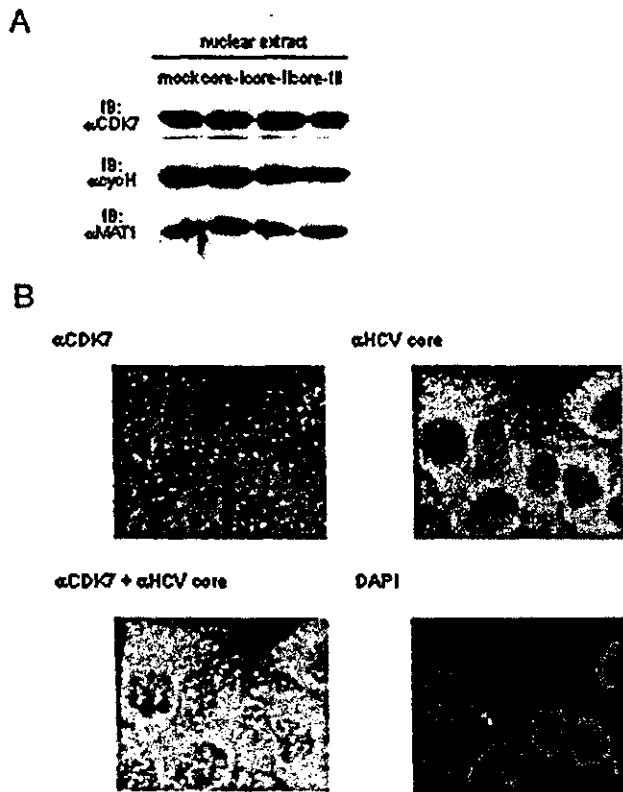 A
nuclear extract
mock core-I core-II core-III
IB:
αCDK7
IB:
αcycH
IB:
αMAT1
B
αCDK7
αHCV core
αCDK7 + αHCV core
DAPI